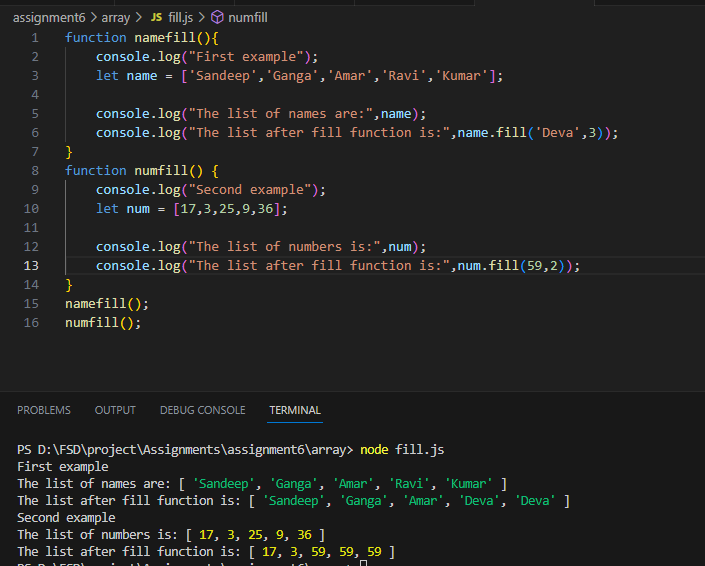 assignment6 > array > JS fill.js > numfill
1 function namefill(){
2     console.log("First example");
3     let name = ['Sandeep','Ganga','Amar','Ravi','Kumar'];
4
5     console.log("The list of names are:",name);
6     console.log("The list after fill function is:",name.fill('Deva',3));
7 }
8 function numfill() {
9     console.log("Second example");
10     let num = [17,3,25,9,36];
11
12     console.log("The list of numbers is:",num);
13     console.log("The list after fill function is:",num.fill(59,2));
14 }
15 namefill();
16 numfill();
PROBLEMS OUTPUT DEBUG CONSOLE TERMINAL
PS D:\FSD\project\Assignments\assignment6\array> node fill.js
First example
The list of names are: [ 'Sandeep', 'Ganga', 'Amar', 'Ravi', 'Kumar' ]
The list after fill function is: [ 'Sandeep', 'Ganga', 'Amar', 'Deva', 'Deva' ]
Second example
The list of numbers is: [ 17, 3, 25, 9, 36 ]
The list after fill function is: [ 17, 3, 59, 59, 59 ]